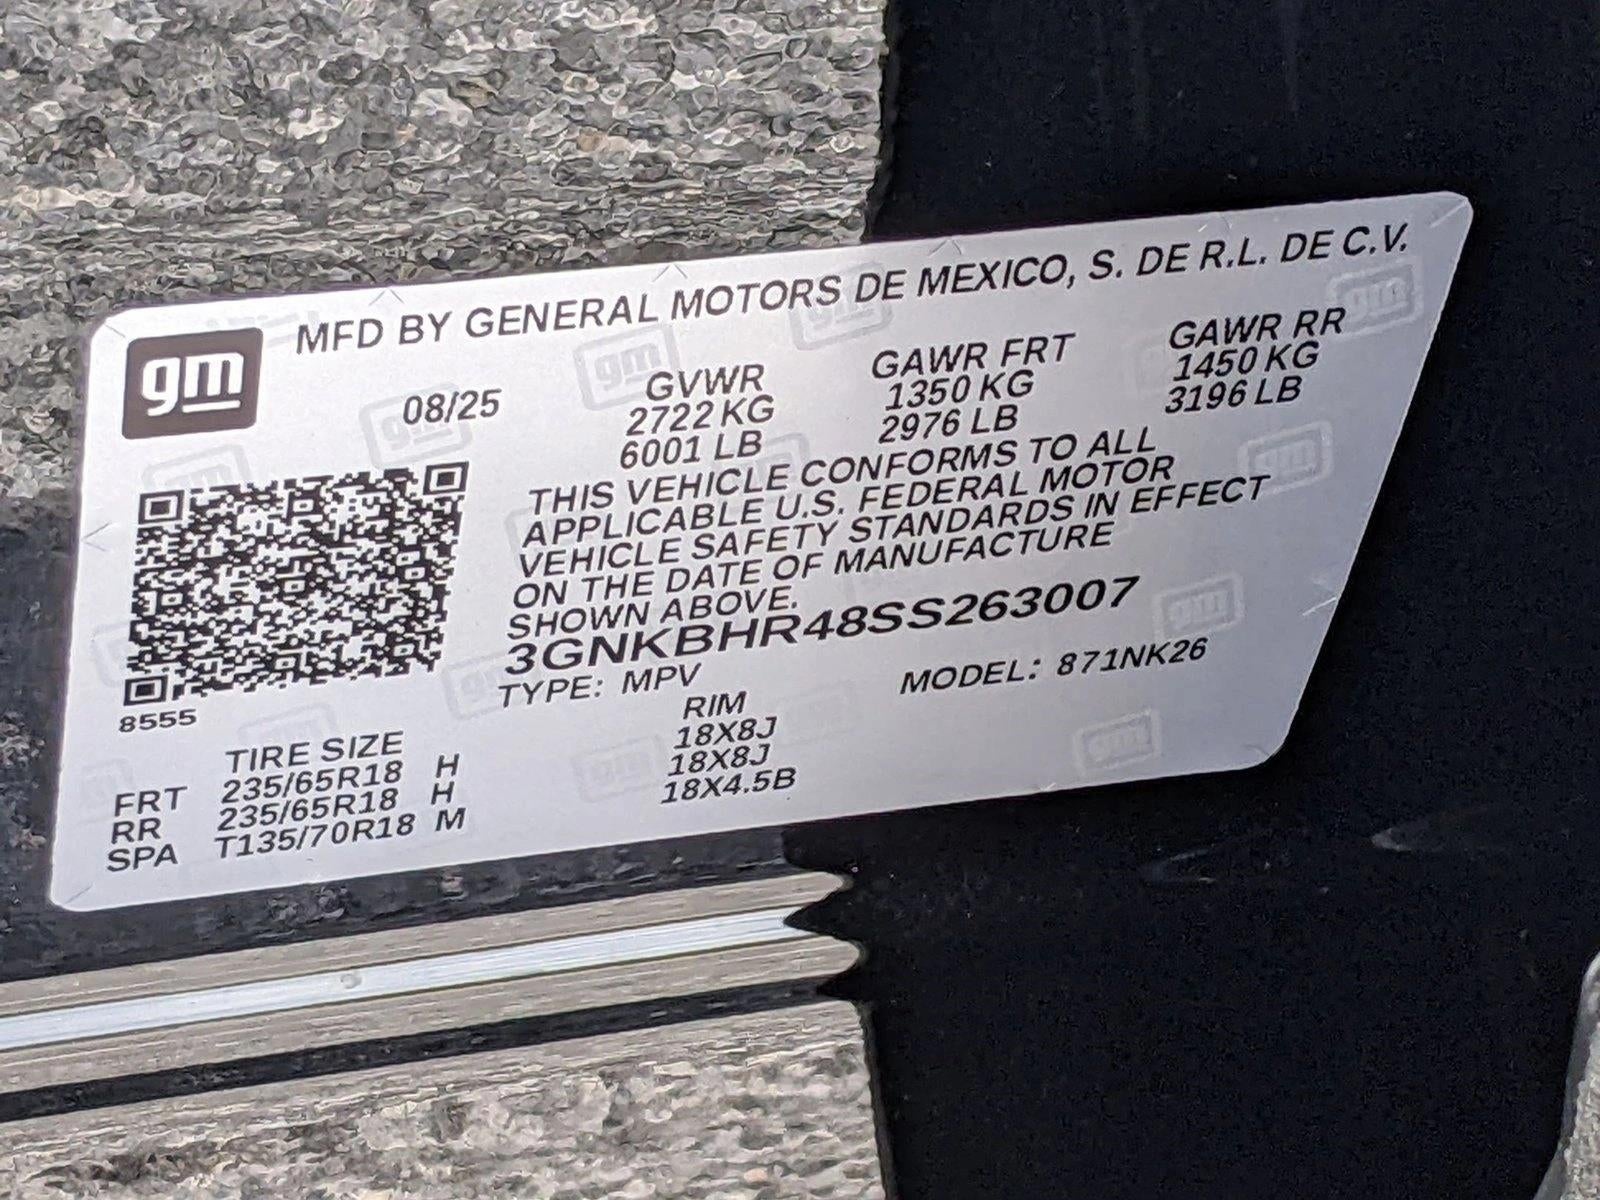 gm
MFD BY GENERAL MOTORS DE MEXICO, S. DE R.L. DE C.V.
08/25
GVWR
2722 KG
6001 LB
GAWR FRT
1350 KG
2976 LB
GAWR RR
1450 KG
3196 LB
THIS VEHICLE CONFORMS TO ALL
APPLICABLE U.S. FEDERAL MOTOR
VEHICLE SAFETY STANDARDS IN EFFECT
ON THE DATE OF MANUFACTURE
SHOWN ABOVE.
3GNKBHR48SS263007
TYPE: MPV MODEL: 871NK26
8555
TIRE SIZE RIM
FRT 235/65R18 H 18X8J
RR 235/65R18 H 18X8J
SPA T135/70R18 M 18X4.5B